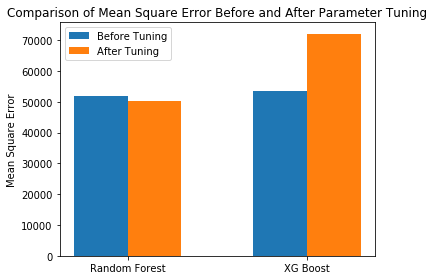 Comparison of Mean Square Error Before and After Parameter Tuning
Before Tuning
After Tuning
Mean Square Error
70000
60000
50000
40000
30000
20000
10000
0
Random Forest
XG Boost